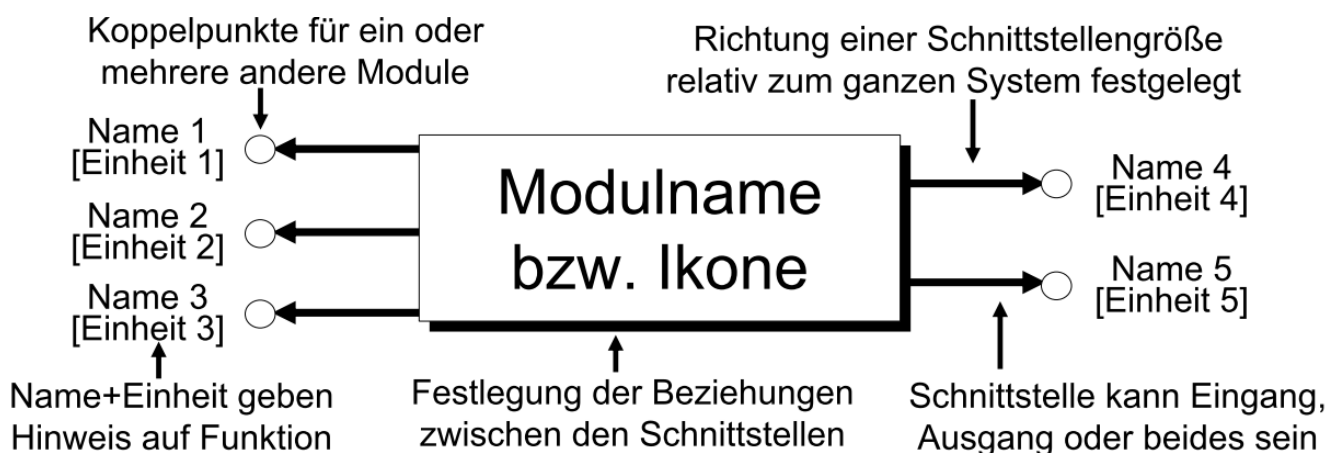 Koppelpunkte für ein oder
mehrere andere Module
Richtung einer Schnittstellengröße
relativ zum ganzen System festgelegt
Name 1
[Einheit 1]
Name 2
[Einheit 2]
Name 3
[Einheit 3]
Modulname
bzw. Ikone
Name 4
[Einheit 4]
Name 5
[Einheit 5]
Name+Einheit geben
Hinweis auf Funktion
Festlegung der Beziehungen
zwischen den Schnittstellen
Schnittstelle kann Eingang,
Ausgang oder beides sein